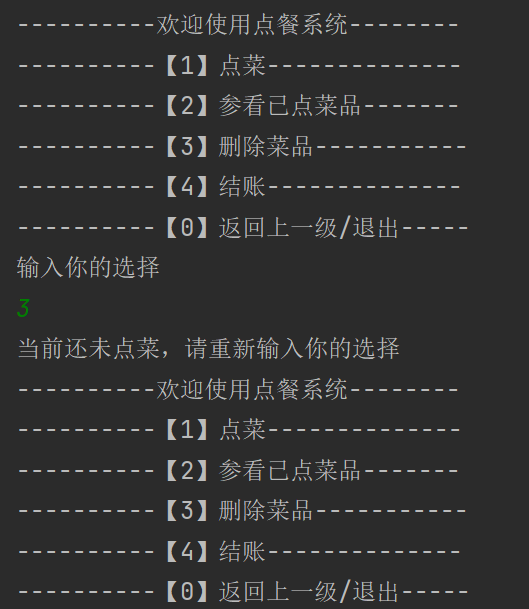 ----------欢迎使用点餐系统--------
----------【1】点菜--------------
----------【2】参看已点菜品-------
----------【3】删除菜品-----------
----------【4】结账--------------
----------【0】返回上一级/退出-----
输入你的选择
3
当前还未点菜，请重新输入你的选择
----------欢迎使用点餐系统--------
----------【1】点菜--------------
----------【2】参看已点菜品-------
----------【3】删除菜品-----------
----------【4】结账--------------
----------【0】返回上一级/退出-----